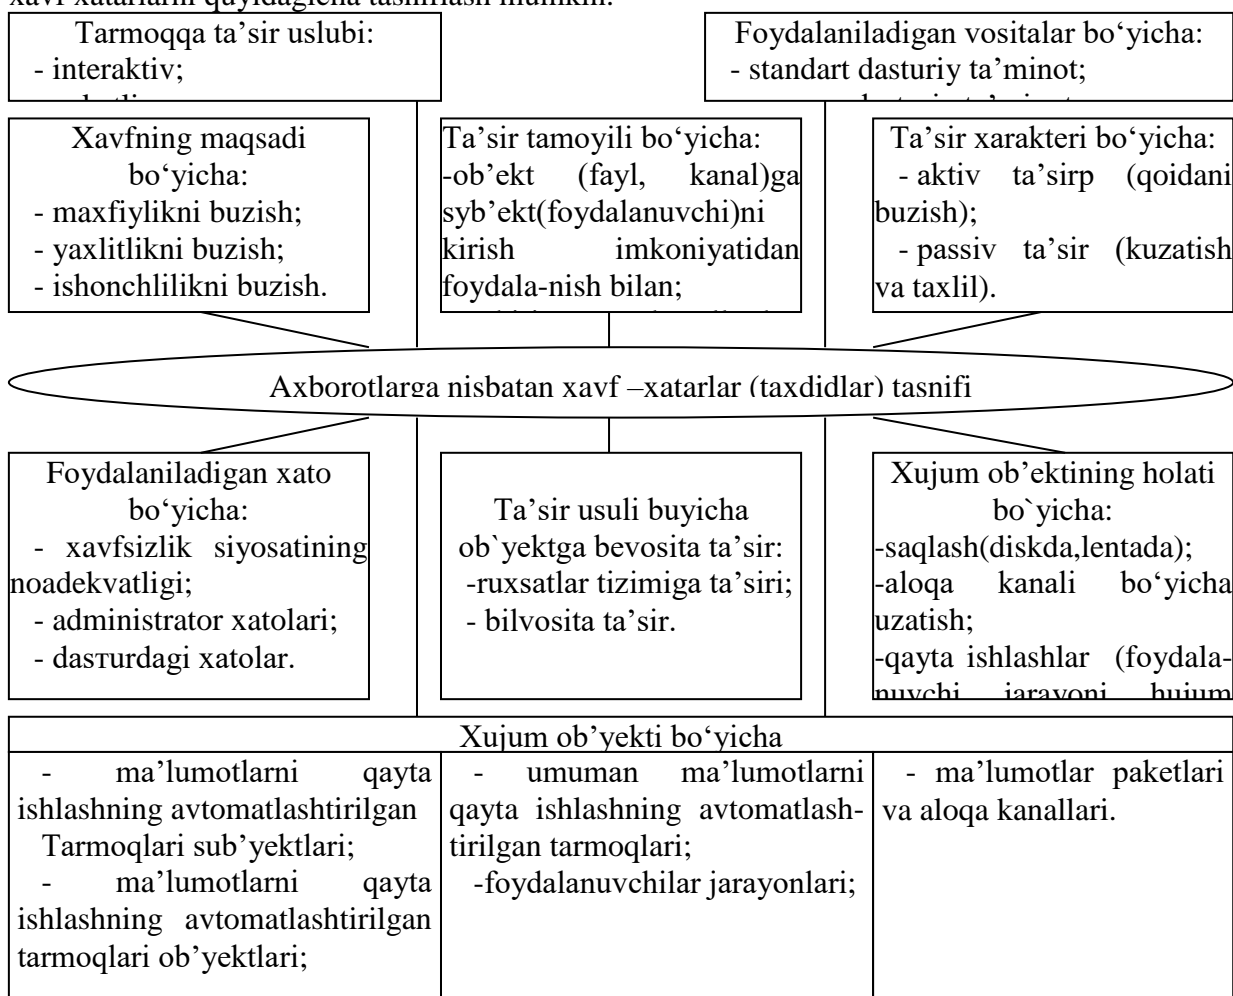 Tarmoqqa ta’sir uslubi:
- interaktiv;
Foydalaniladigan vositalar bo‘yicha:
- standart dasturiy ta’minot;
Xavfning maqsadi
bo‘yicha:
- maxfiylikni buzish;
- yaxlitlikni buzish;
- ishonchlilikni buzish.
Ta’sir tamoyili bo‘yicha:
-ob’ekt (fayl, kanal)ga
syb’ekt(foydalanuvchi)ni
kirish imkoniyatidan
foydala-nish bilan;
Ta’sir xarakteri bo‘yicha:
- aktiv ta’sirp (qoidani
buzish);
- passiv ta’sir (kuzatish
va taxlil).
Axborotlarga nisbatan xavf –xatarlar (taxdidlar) tasnifi
Foydalaniladigan xato
bo‘yicha:
- xavfsizlik siyosatining
noadekvatligi;
- administrator xatolari;
- dasтurdagi xatolar.
Ta’sir usuli buyicha
ob`yektga bevosita ta’sir:
-ruxsatlar tizimiga ta’siri;
- bilvosita ta’sir.
Xujum ob’ektining holati
bo`yicha:
-saqlash(diskda,lentada);
-aloqa kanali bo‘yicha
uzatish;
-qayta ishlashlar (foydala-
nuvchi jarayoni hujum
Xujum ob’yekti bo‘yicha
- ma’lumotlarni qayta
ishlashning avtomatlashtirilgan
Tarmoqlari sub’yektlari;
- ma’lumotlarni qayta
ishlashning avtomatlashtirilgan
tarmoqlari ob’yektlari;
- umuman ma’lumotlarni
qayta ishlashning avtomatlash-
tirilgan tarmoqlari;
-foydalanuvchilar jarayonlari;
- ma’lumotlar paketlari
va aloqa kanallari.